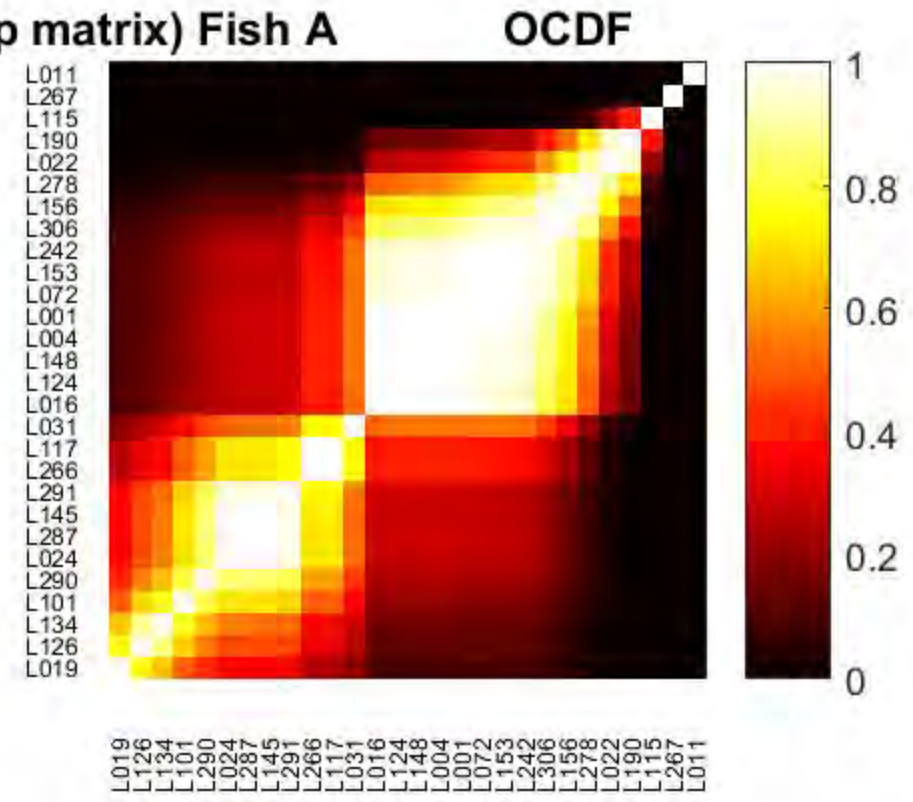 p matrix) Fish A OCDF
L011
L267
L115
L190
L022
L278
L156
L306
L242
L153
L072
L001
L004
L148
L124
L016
L031
L117
L266
L291
L145
L287
L024
L290
L101
L134
L126
L019
1
0.8
0.6
0.4
0.2
0
L019
L126
L134
L101
L290
L024
L287
L145
L291
L266
L117
L031
L016
L124
L148
L004
L001
L072
L153
L242
L306
L156
L278
L022
L190
L115
L267
L011